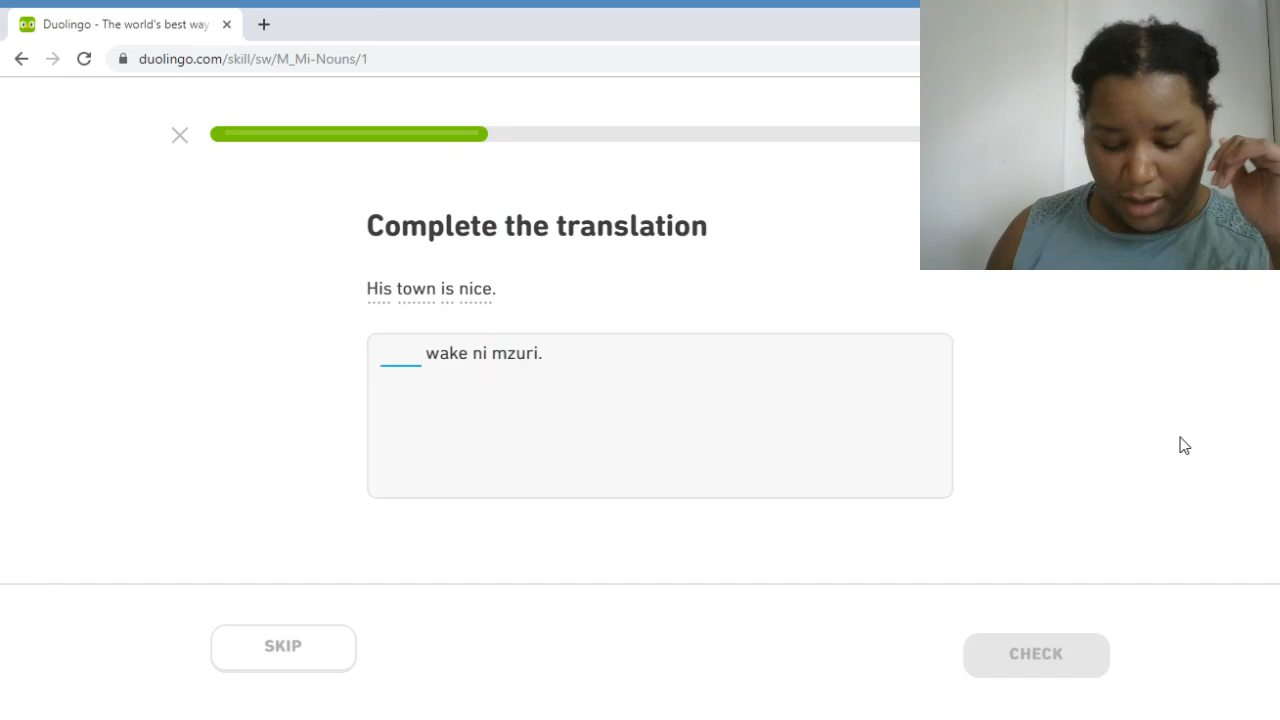 Duolingo - The world's best way
duolingo.com/skill/sw/M_Mi-Nouns/1
Complete the translation
His town is nice.
wake ni mzuri.
SKIP
CHECK